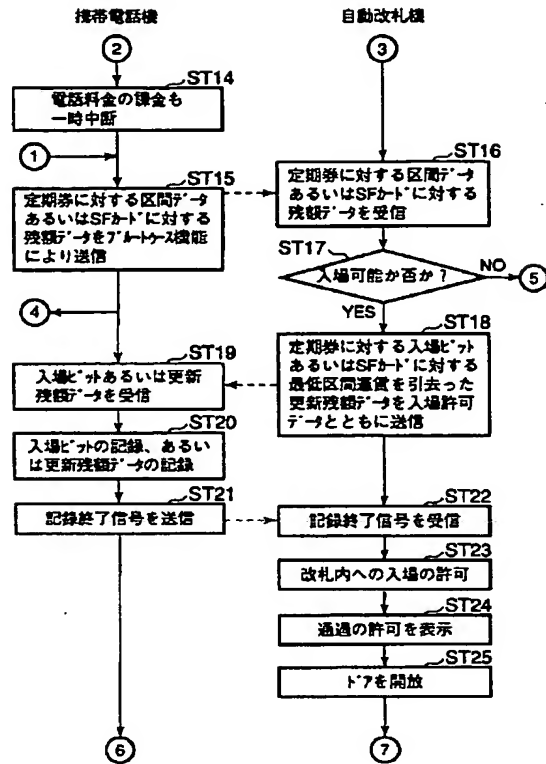 携帯電話機
自動改札機
②
③
ST14
電話料金の課金も
一時中断
①
ST15
定期券に対する区間データ
あるいはSFカードに対する
残額データをブルートゥース機能
により送信
ST16
定期券に対する区間データ
あるいはSFカードに対する
残額データを受信
ST17
入場可能か否か？
NO
⑤
YES
④
ST18
定期券に対する入場ビット
あるいはSFカードに対する
最低区間運賃を引去った
更新残額データを入場許可
データとともに送信
ST19
入場ビットあるいは更新
残額データを受信
ST20
入場ビットの記録、あるい
は更新残額データの記録
ST21
記録終了信号を送信
ST22
記録終了信号を受信
ST23
改札内への入場の許可
ST24
通過の許可を表示
ST25
ドアを開放
⑥
⑦